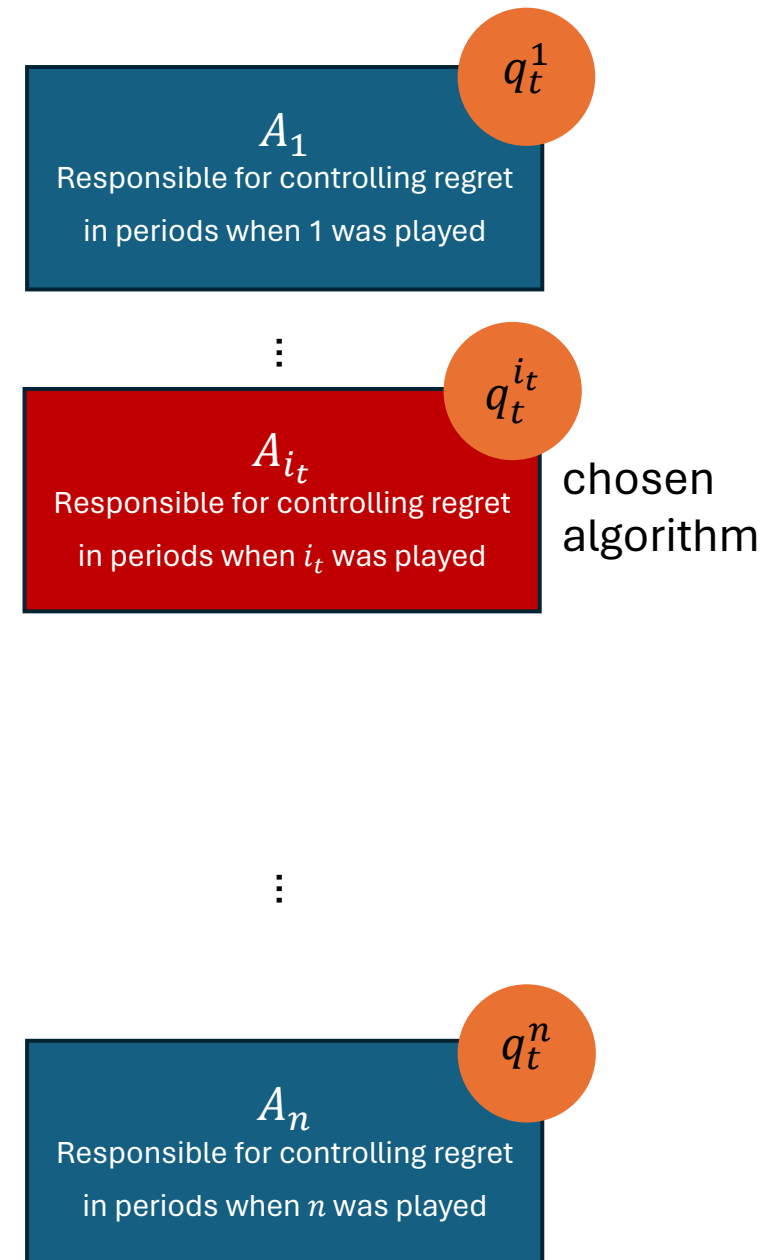 $q_t^1$
$A_1$
Responsible for controlling regret
in periods when 1 was played
⋮
$q_t^{i_t}$
$A_{i_t}$
Responsible for controlling regret
in periods when $i_t$ was played
chosen
algorithm
⋮
$q_t^n$
$A_n$
Responsible for controlling regret
in periods when $n$ was played